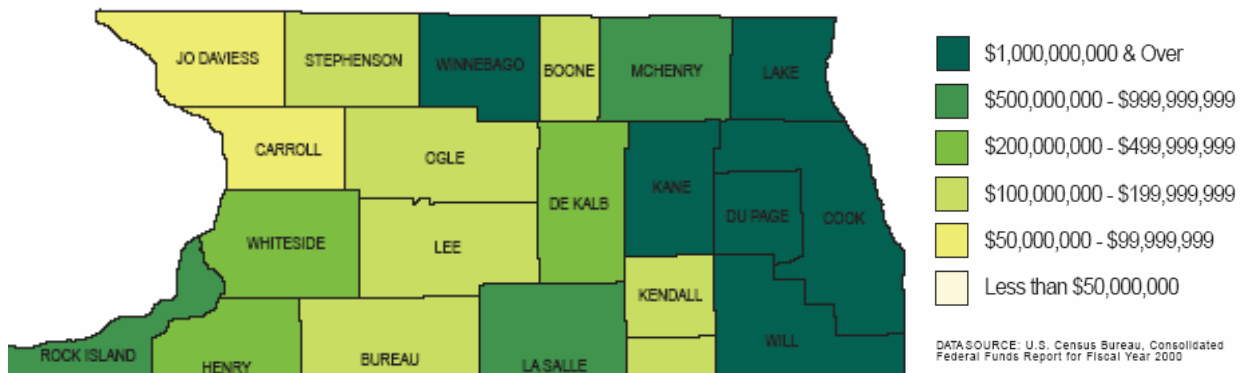 JO DAVIESS
STEPHENSON
WINNEBAGO
BOONE
MCHENRY
LAKE
CARROLL
OGLE
DE KALB
KANE
DU PAGE
COOK
WHITESIDE
LEE
KENDALL
ROCK ISLAND
HENRY
BUREAU
LA SALLE
WILL
$1,000,000,000 & Over
$500,000,000 - $999,999,999
$200,000,000 - $499,999,999
$100,000,000 - $199,999,999
$50,000,000 - $99,999,999
Less than $50,000,000
DATA SOURCE: U.S. Census Bureau, Consolidated
Federal Funds Report for Fiscal Year 2000